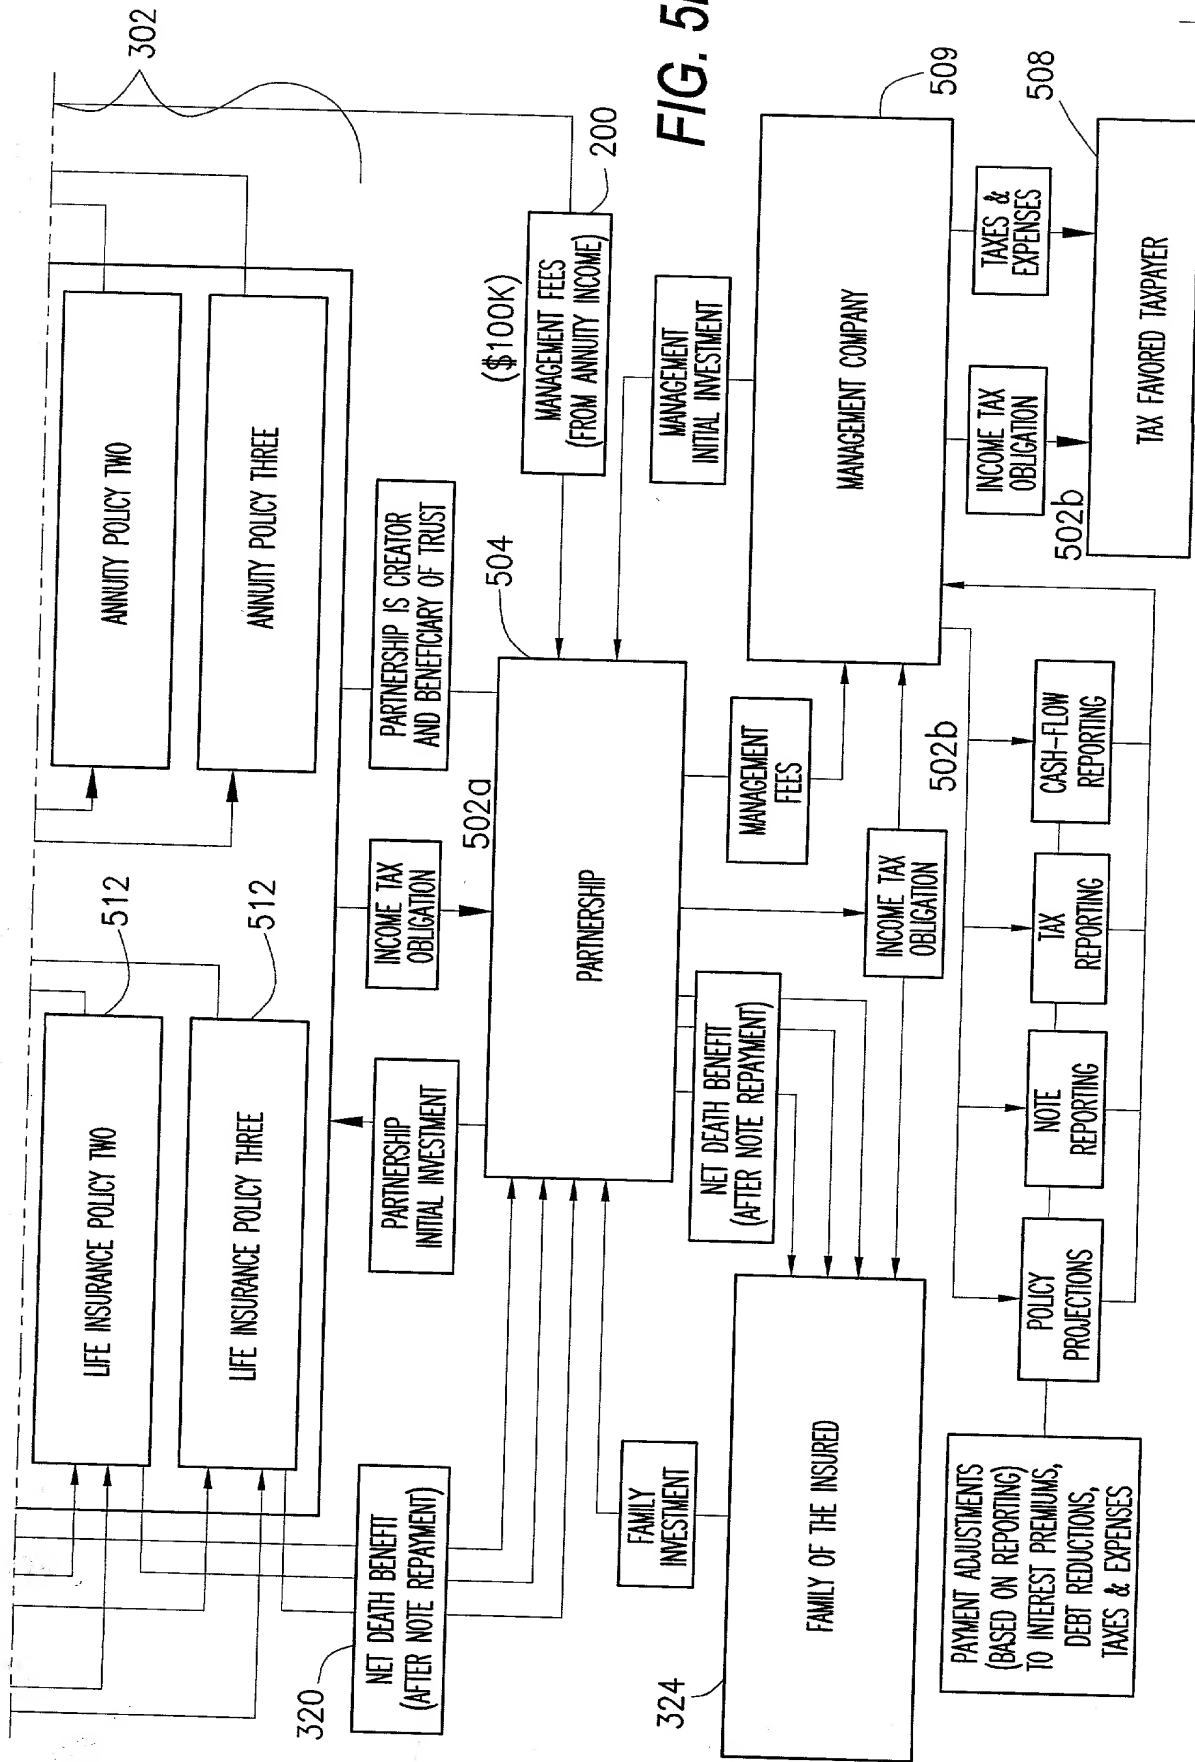 302
ANNUITY POLICY TWO
ANNUITY POLICY THREE
LIFE INSURANCE POLICY TWO
512
LIFE INSURANCE POLICY THREE
512
($100K)
MANAGEMENT FEES
(FROM ANNUITY INCOME)
200
PARTNERSHIP IS CREATOR
AND BENEFICIARY OF TRUST
INCOME TAX
OBLIGATION
PARTNERSHIP
INITIAL INVESTMENT
320
NET DEATH BENEFIT
(AFTER NOTE REPAYMENT)
502a
504
PARTNERSHIP
MANAGEMENT
INITIAL INVESTMENT
FIG.
FAMILY
INVESTMENT
NET DEATH BENEFIT
(AFTER NOTE REPAYMENT)
MANAGEMENT
FEES
INCOME TAX
OBLIGATION
324
FAMILY OF THE INSURED
MANAGEMENT COMPANY
509
502b
PAYMENT ADJUSTMENTS
(BASED ON REPORTING)
TO INTEREST PREMIUMS,
DEBT REDUCTIONS,
TAXES & EXPENSES
POLICY
PROJECTIONS
NOTE
REPORTING
TAX
REPORTING
CASH-FLOW
REPORTING
INCOME TAX
OBLIGATION
502b
TAXES &
EXPENSES
508
TAX FAVORED TAXPAYER